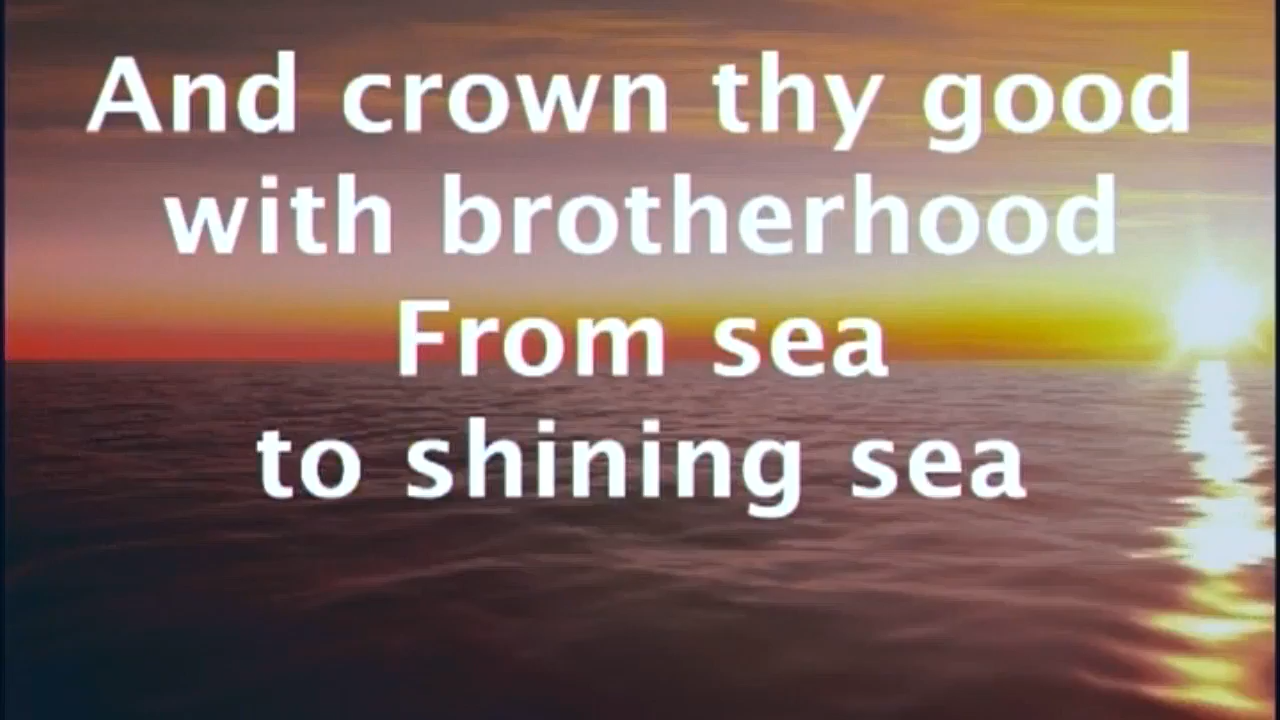 And crown thy good
with brotherhood
From sea
to shining sea